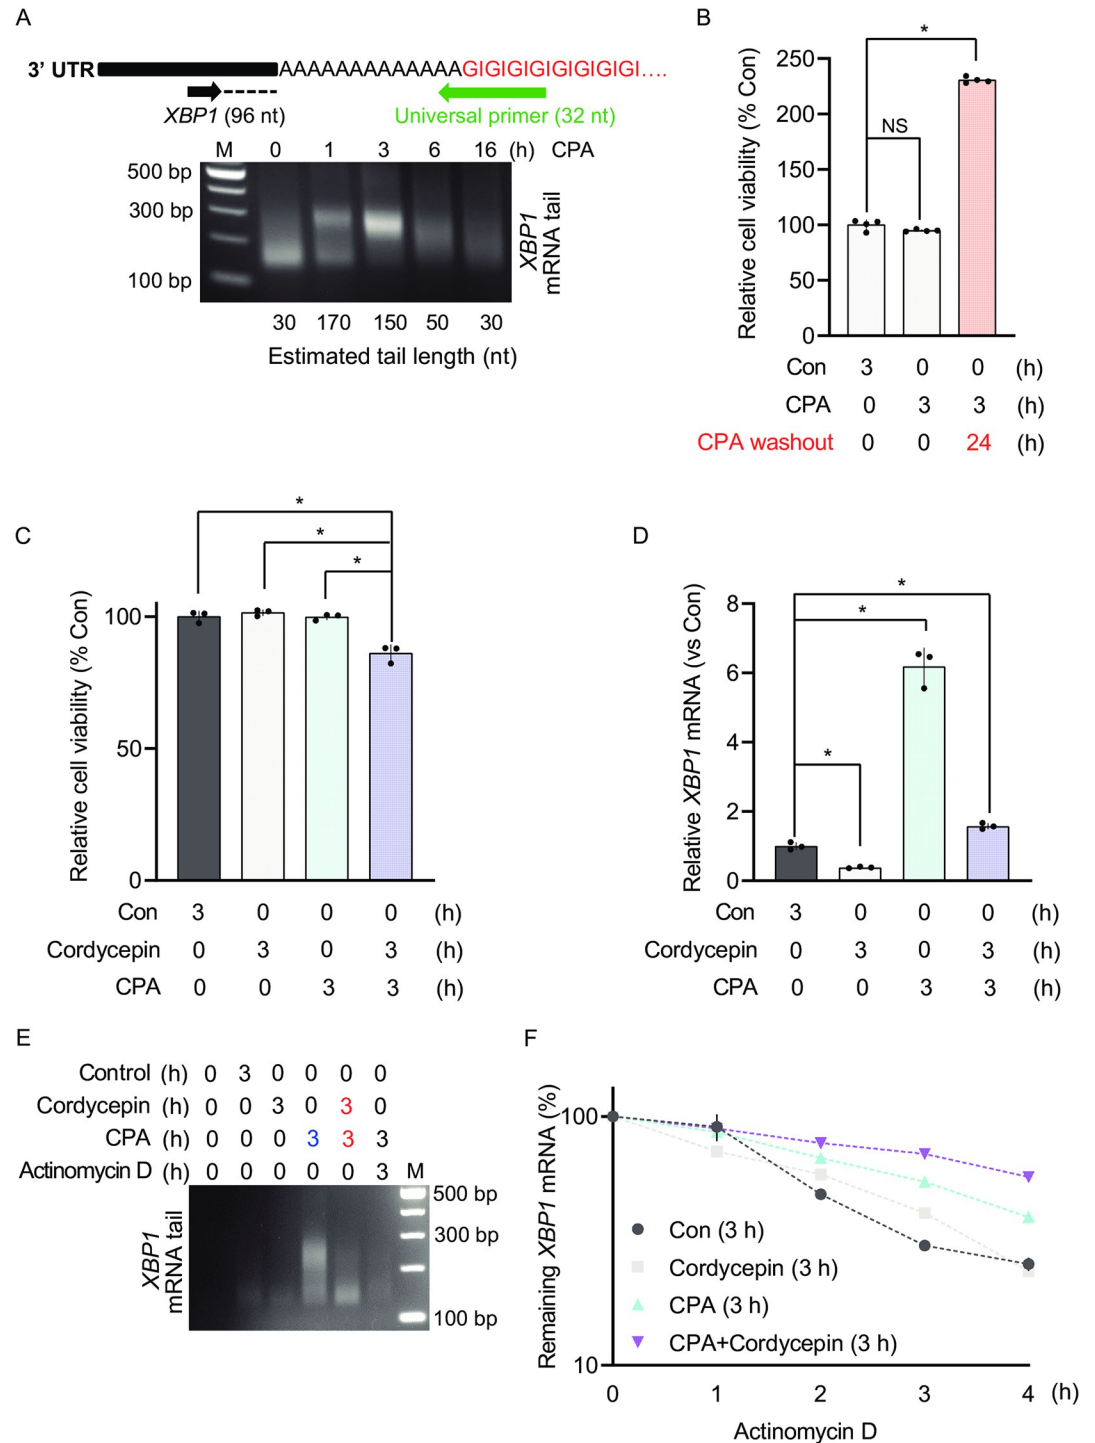 A
3' UTR AAAAAAAAAAAAAGIGIGIGIGIGIGIGI....
XBP1 (96 nt) Universal primer (32 nt)
M 0 1 3 6 16 (h) CPA
500 bp
300 bp
100 bp
XBP1
mRNA tail
30 170 150 50 30
Estimated tail length (nt)
B
Relative cell viability (% Con)
250
200
150
100
50
0
*
NS
Con 3 0 0 (h)
CPA 0 3 3 (h)
CPA washout 0 0 24 (h)
C
Relative cell viability (% Con)
100
50
0
*
*
*
Con 3 0 0 0 (h)
Cordycepin 0 3 0 3 (h)
CPA 0 0 3 3 (h)
D
Relative XBP1 mRNA (vs Con)
8
6
4
2
0
*
*
*
Con 3 0 0 0 (h)
Cordycepin 0 3 0 3 (h)
CPA 0 0 3 3 (h)
E
Control (h) 0 3 0 0 0 0
Cordycepin (h) 0 0 3 0 3 0
CPA (h) 0 0 0 3 3 3
Actinomycin D (h) 0 0 0 0 0 3 M
500 bp
300 bp
100 bp
XBP1
mRNA tail
F
Remaining XBP1 mRNA (%)
100
10
Con (3 h)
Cordycepin (3 h)
CPA (3 h)
CPA+Cordycepin (3 h)
0 1 2 3 4 (h)
Actinomycin D